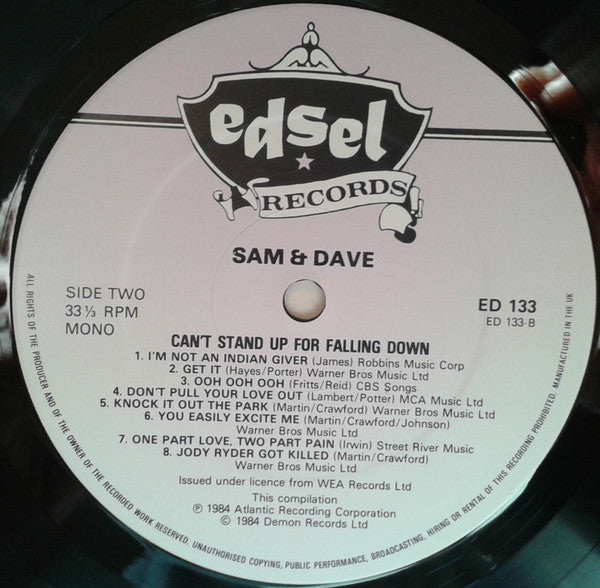 edsel
RECORDS
SAM & DAVE
SIDE TWO
33⅓ RPM
MONO
ED 133
ED 133-B
CAN'T STAND UP FOR FALLING DOWN
1. I'M NOT AN INDIAN GIVER (James) Robbins Music Corp
2. GET IT (Hayes/Porter) Warner Bros Music Ltd
3. OOH OOH OOH (Fritts/Reid) CBS Songs
4. DON'T PULL YOUR LOVE OUT (Lambert/Potter) MCA Music Ltd
5. KNOCK IT OUT THE PARK (Martin/Crawford) Warner Bros Music Ltd
6. YOU EASILY EXCITE ME (Martin/Crawford/Johnson)
Warner Bros Music Ltd
7. ONE PART LOVE, TWO PART PAIN (Irwin) Street River Music
8. JODY RYDER GOT KILLED (Martin/Crawford)
Warner Bros Music Ltd
Issued under licence from WEA Records Ltd
This compilation
℗ 1984 Atlantic Recording Corporation
© 1984 Demon Records Ltd
ALL RIGHTS OF THE PRODUCER AND OF THE OWNER OF THE RECORDED WORK RESERVED. UNAUTHORISED COPYING, PUBLIC PERFORMANCE, BROADCASTING, HIRING OR RENTAL OF THIS RECORDING PROHIBITED. MANUFACTURED IN THE UK